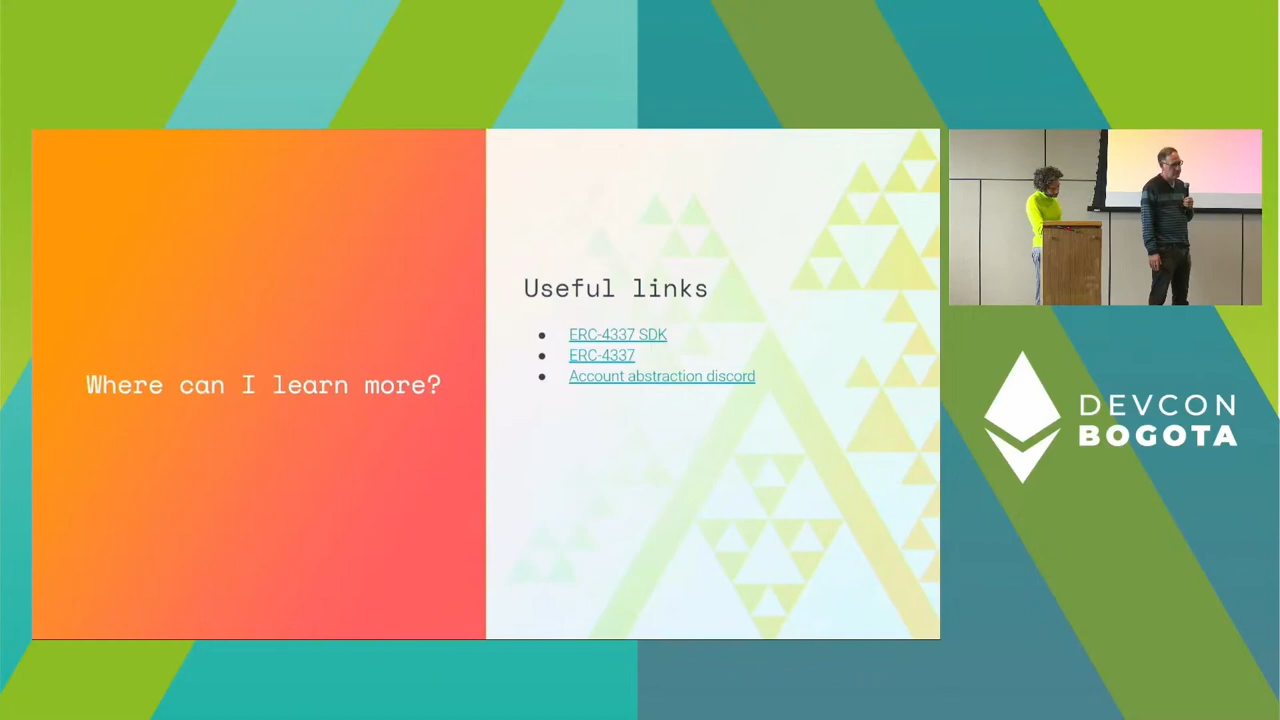 Where can I learn more?
Useful links
ERC-4337 SDK
ERC-4337
Account abstraction discord
DEVCON
BOGOTA